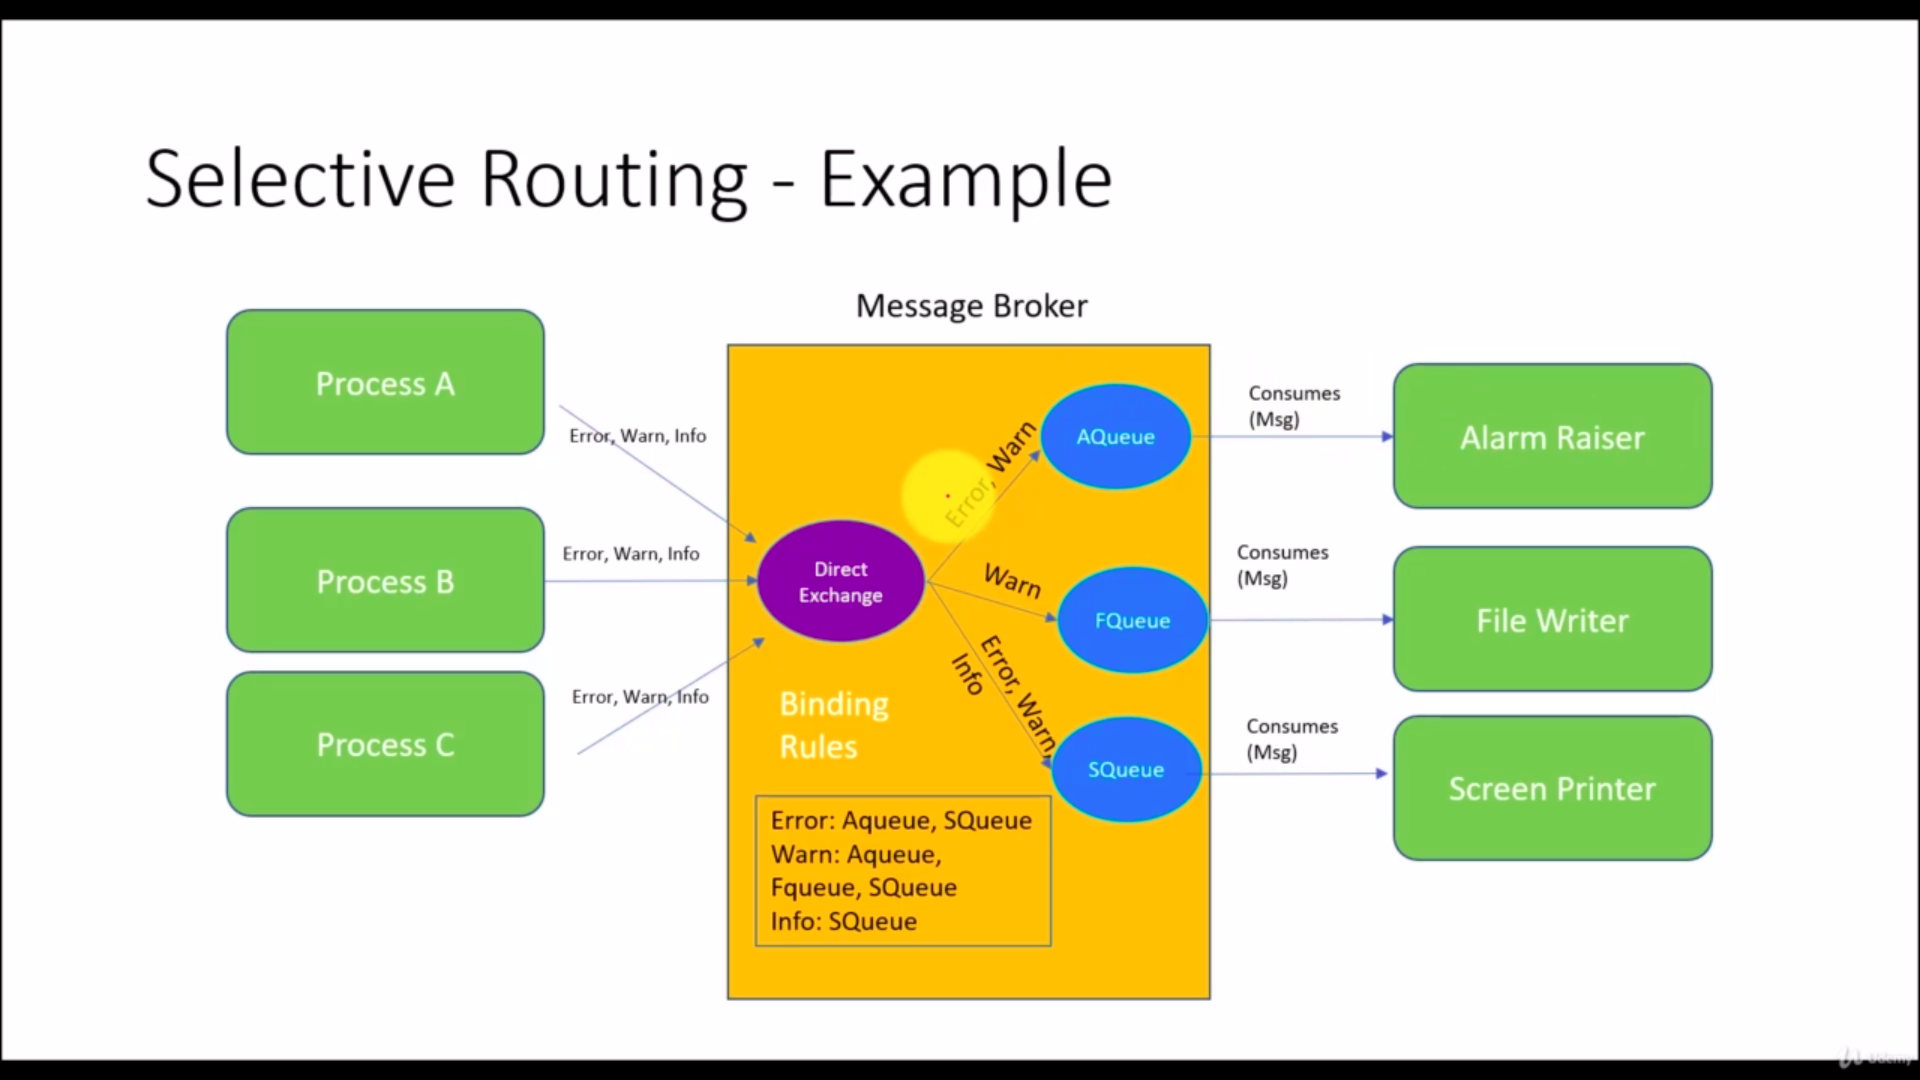 Selective Routing - Example
Message Broker
Process A
Error, Warn, Info
Process B
Error, Warn, Info
Process C
Error, Warn, Info
Direct
Exchange
Error, Warn
Warn
Error, Warn,
Info
AQueue
FQueue
SQueue
Binding
Rules
Error: Aqueue, SQueue
Warn: Aqueue,
Fqueue, SQueue
Info: SQueue
Consumes
(Msg)
Alarm Raiser
Consumes
(Msg)
File Writer
Consumes
(Msg)
Screen Printer
Udemy